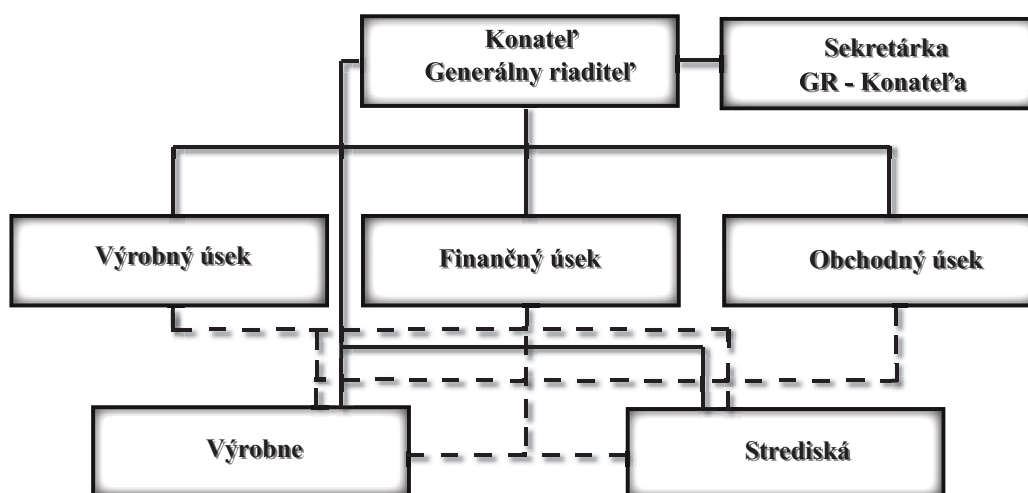 Konateľ
Generálny riaditeľ
Sekretárka
GR - Konateľa
Výrobný úsek
Finančný úsek
Obchodný úsek
Výrobne
Strediská